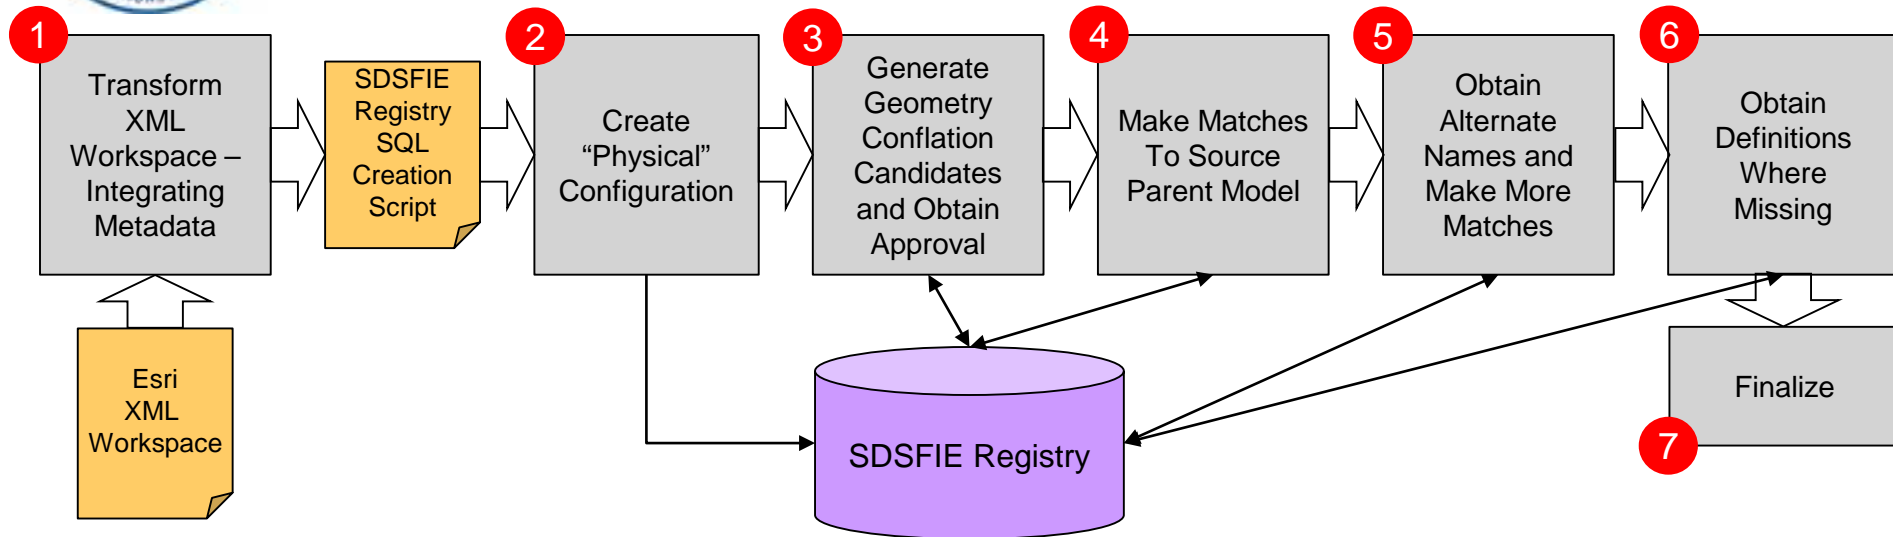 1
Transform
XML
Workspace –
Integrating
Metadata
SDSFIE
Registry
SQL
Creation
Script
2
Create
“Physical”
Configuration
3
Generate
Geometry
Conflation
Candidates
and Obtain
Approval
4
Make Matches
To Source
Parent Model
5
Obtain
Alternate
Names and
Make More
Matches
6
Obtain
Definitions
Where
Missing
Esri
XML
Workspace
SDSFIE Registry
Finalize
7